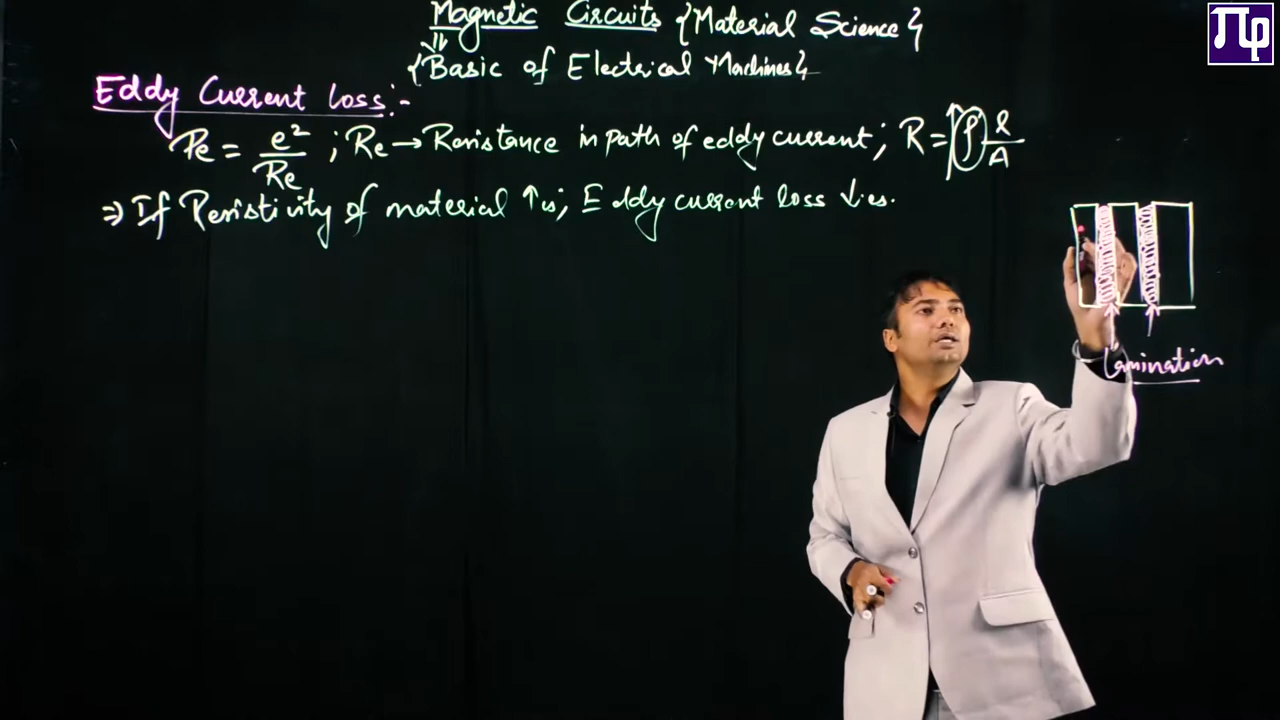 Magnetic Circuits {Material Science}
⇓
{Basic of Electrical Machines}
Eddy Current Loss:-
Pe = e²/Re ; Re → Resistance in path of eddy current ; R = ρ l/A
⇒ If Resistivity of material ↑es; Eddy current loss ↓es.
Lamination
πφ